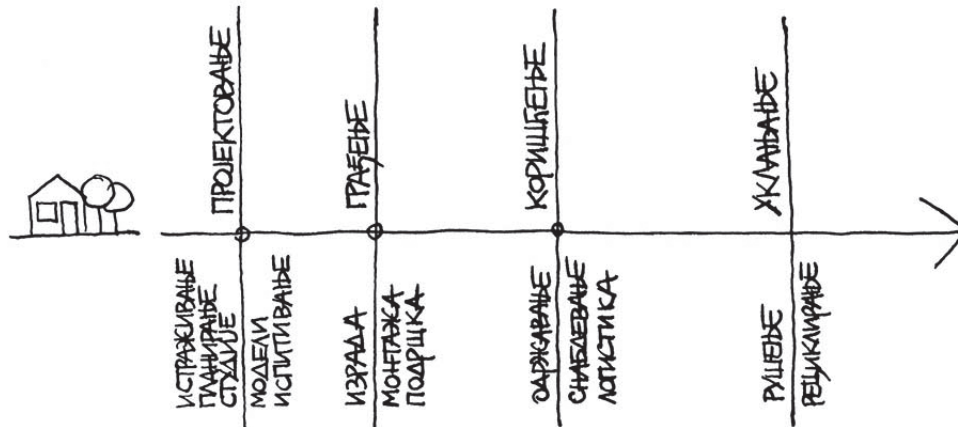 ПРОЈЕКТОВАЊЕ
ИСТРАЖИВАЊЕ
ПЛАНИРАЊЕ
СТУДИЈЕ
МОДЕЛИ
ИСПИТИВАЊЕ
ГРАЂЕЊЕ
ИЗРАДА
МОНТАЖА
ПОДРШКА
КОРИШЋЕЊЕ
ОДРЖАВАЊЕ
СНАБДЕВАЊЕ
ЛОГИСТИКА
УКЛАЊАЊЕ
РУШЕЊЕ
РЕЦИКЛИРАЊЕ